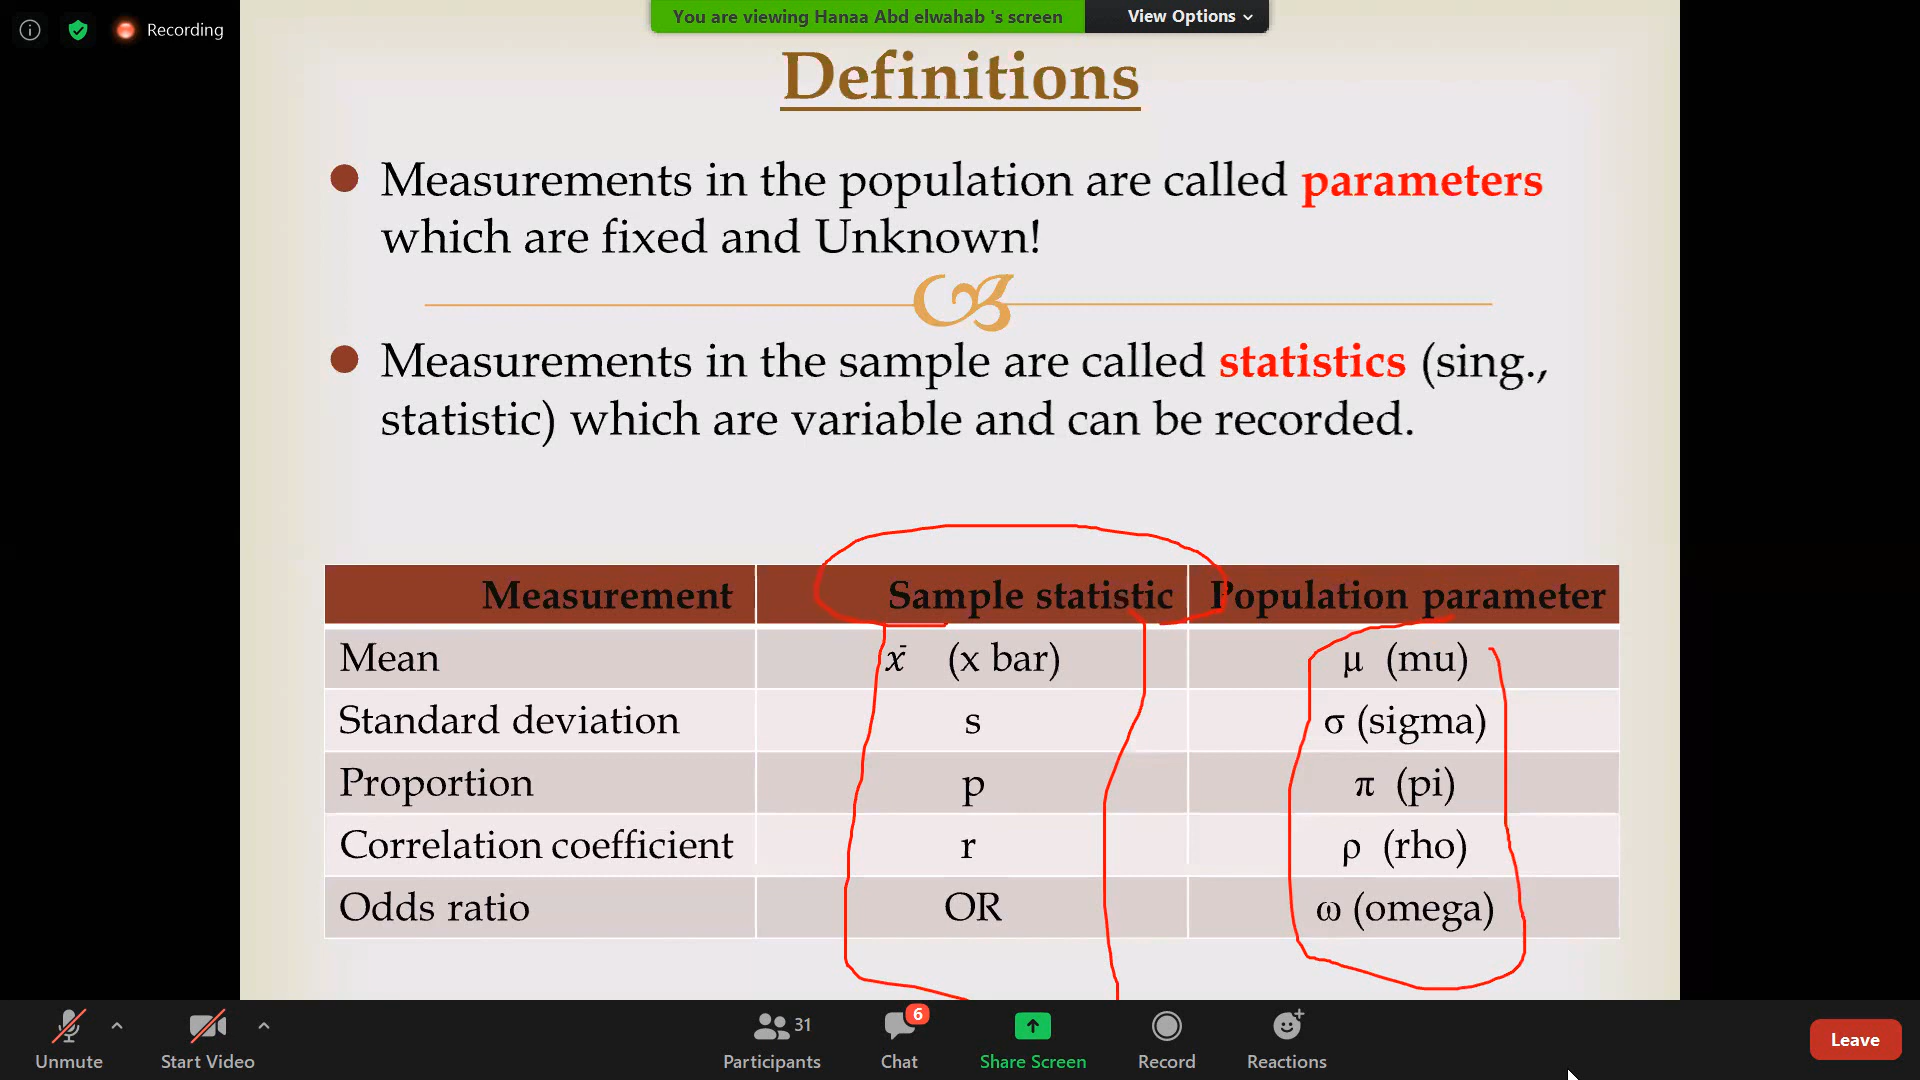 You are viewing Hanaa Abd elwahab 's screen View Options
Recording
Definitions
Measurements in the population are called parameters
which are fixed and Unknown!
Measurements in the sample are called statistics (sing.,
statistic) which are variable and can be recorded.
Measurement Sample statistic Population parameter
Mean x̄ (x bar) μ (mu)
Standard deviation s σ (sigma)
Proportion p π (pi)
Correlation coefficient r ρ (rho)
Odds ratio OR ω (omega)
31 6
Unmute Start Video Participants Chat Share Screen Record Reactions Leave